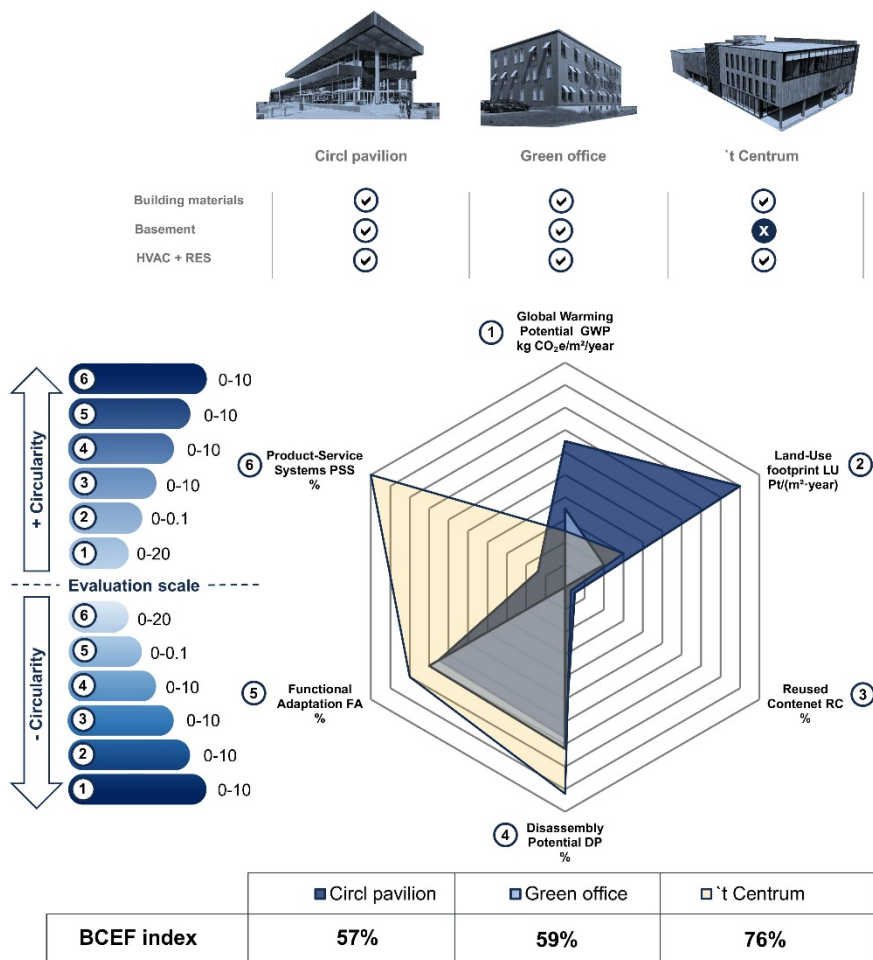 Circl pavilion
Green office
`t Centrum
Building materials
Basement
X
HVAC + RES
1
Global Warming
Potential GWP
kg CO₂e/m²/year
+ Circularity
6
0-10
5
0-10
4
0-10
3
0-10
2
0-0.1
1
0-20
Evaluation scale
- Circularity
6
0-20
5
0-0.1
4
0-10
3
0-10
2
0-10
1
0-10
6
Product-Service
Systems PSS
%
Land-Use
footprint LU
Pt/(m²·year)
2
5
Functional
Adaptation FA
%
Reused
Contenet RC
%
3
4
Disassembly
Potential DP
%
Circl pavilion
Green office
`t Centrum
BCEF index
57%
59%
76%